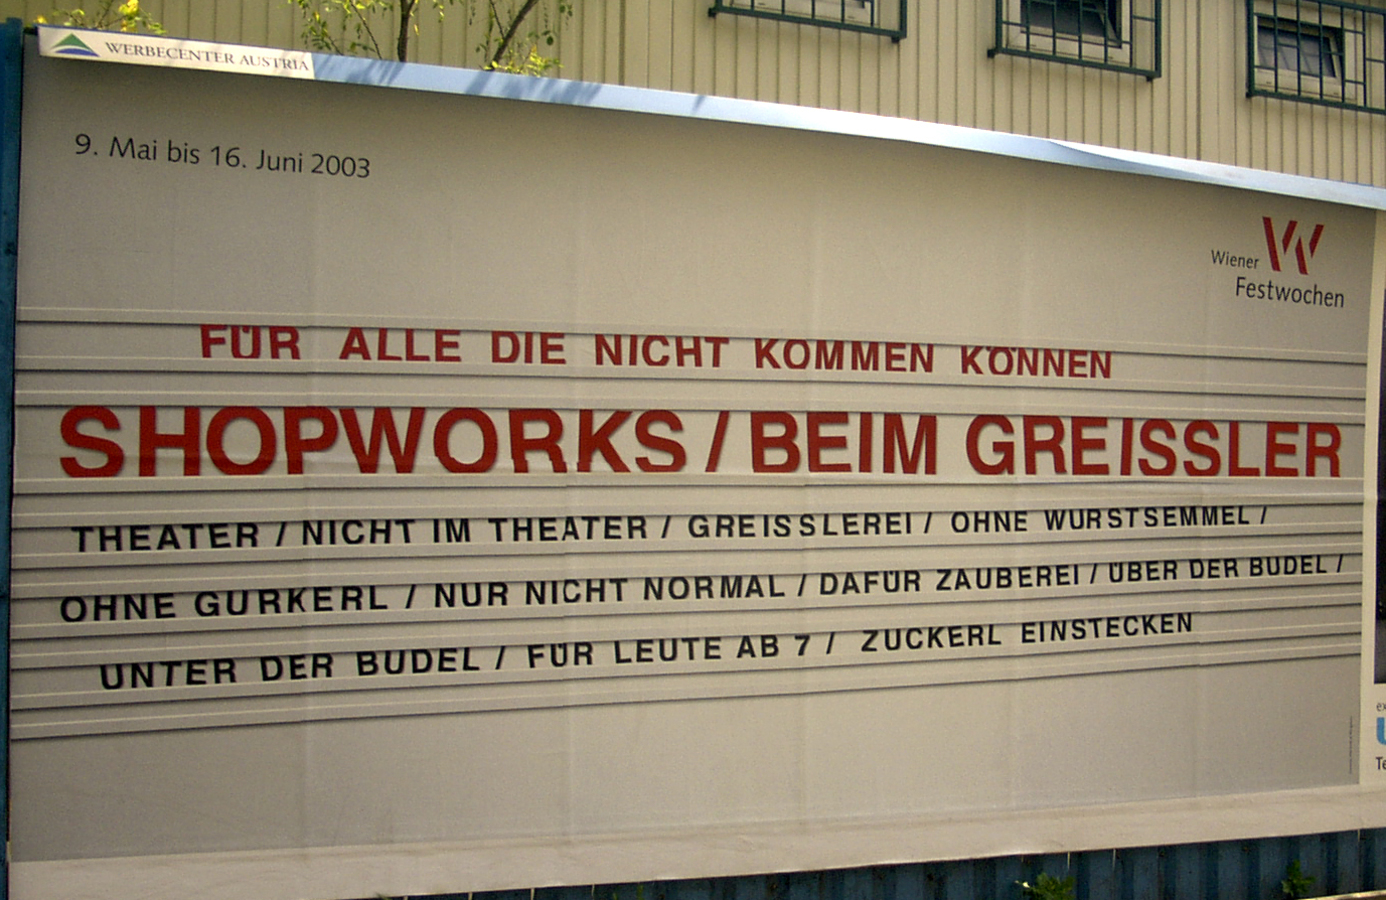 WERBECENTER AUSTRIA
9. Mai bis 16. Juni 2003
Wiener
Festwochen
FÜR ALLE DIE NICHT KOMMEN KÖNNEN
SHOPWORKS / BEIM GREISSLER
THEATER / NICHT IM THEATER / GREISSLEREI / OHNE WURSTSEMMEL /
OHNE GURKERL / NUR NICHT NORMAL / DAFÜR ZAUBEREI / ÜBER DER BUDEL /
UNTER DER BUDEL / FÜR LEUTE AB 7 / ZUCKERL EINSTECKEN